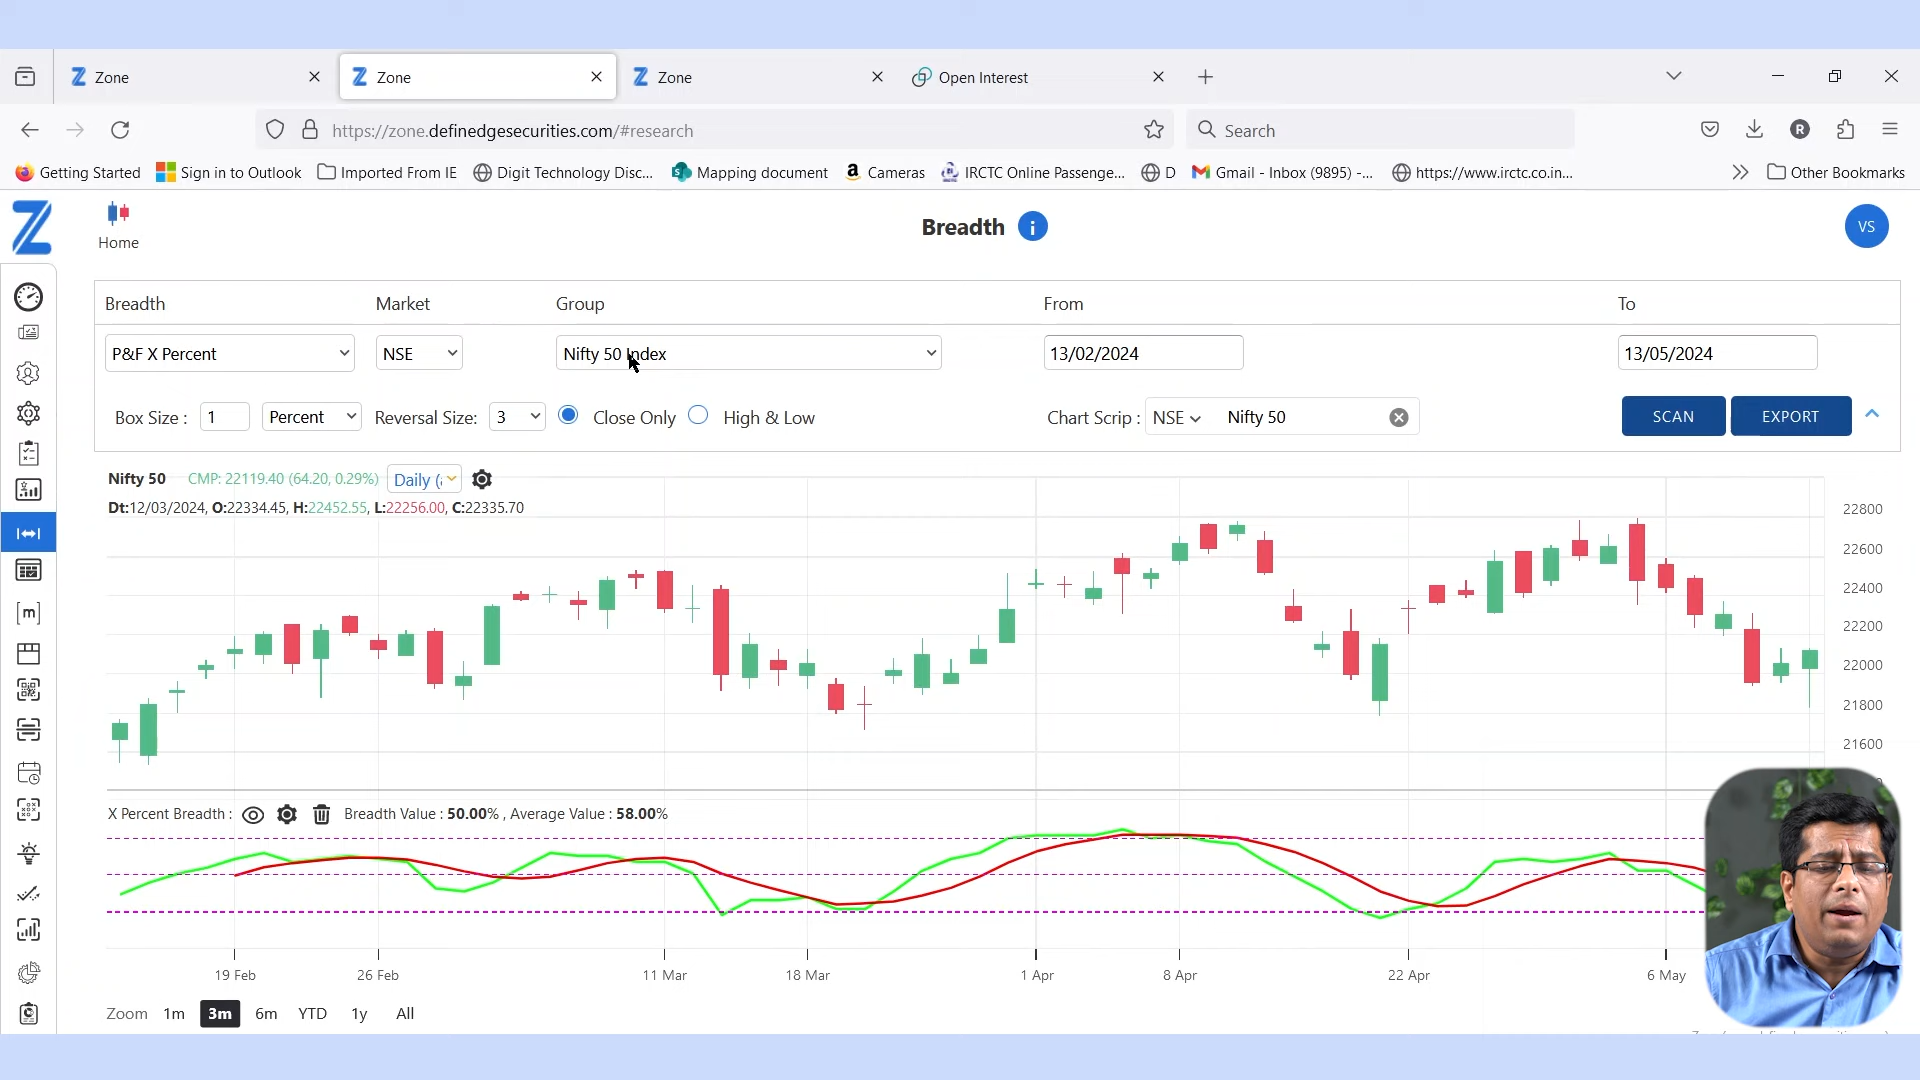 Zone
Zone
Zone
Open Interest
https://zone.definedgesecurities.com/#research
Search
R
Getting Started
Sign in to Outlook
Imported From IE
Digit Technology Disc...
Mapping document
Cameras
IRCTC Online Passenge...
D
Gmail - Inbox (9895) -...
https://www.irctc.co.in...
Other Bookmarks
Home
Breadth
VS
Breadth Market Group From To
P&F X Percent NSE Nifty 50 Index 13/02/2024 13/05/2024
Box Size : 1 Percent Reversal Size: 3 Close Only High & Low Chart Scrip : NSE Nifty 50 SCAN EXPORT
Nifty 50 CMP: 22119.40 (64.20, 0.29%) Daily (
Dt:12/03/2024, O:22334.45, H:22452.55, L:22256.00, C:22335.70
22800
22600
22400
22200
22000
21800
21600
X Percent Breadth : Breadth Value : 50.00% , Average Value : 58.00%
19 Feb 26 Feb 11 Mar 18 Mar 1 Apr 8 Apr 22 Apr 6 May
Zoom 1m 3m 6m YTD 1y All